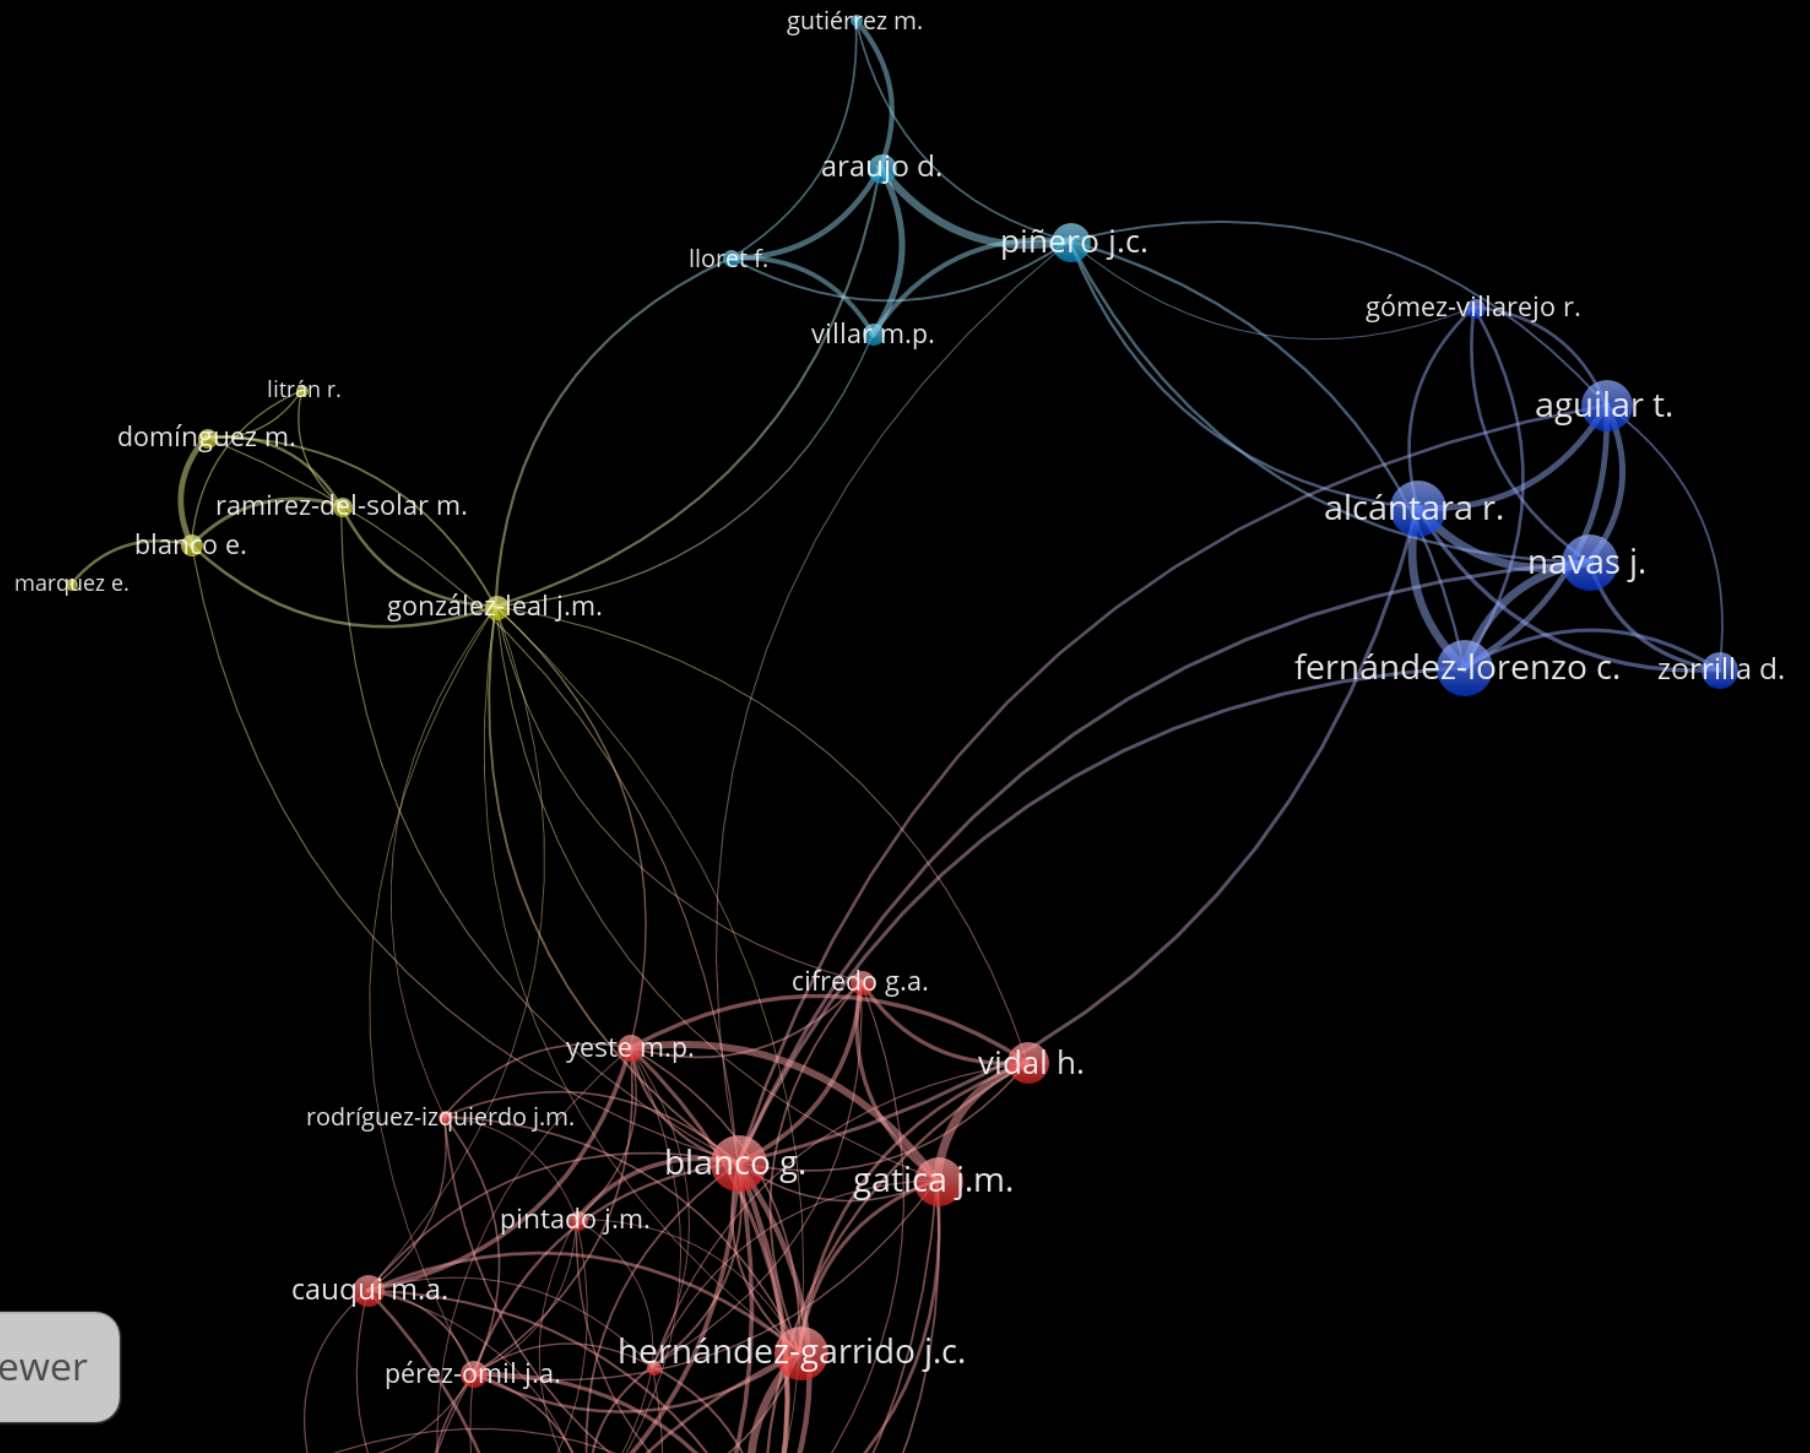 gutiérrez m.
araujo d.
piñero j.c.
lloret f.
gómez-villarejo r.
villar m.p.
litrán r.
aguilar t.
domínguez m.
ramirez-del-solar m.
alcántara r.
blanco e.
navas j.
marquez e.
gonzález-leal j.m.
fernández-lorenzo c.
zorrilla d.
cifredo g.a.
yeste m.p.
vidal h.
rodríguez-izquierdo j.m.
blanco g.
gatica j.m.
pintado j.m.
cauqui m.a.
hernández-garrido j.c.
ewer
pérez-omil j.a.